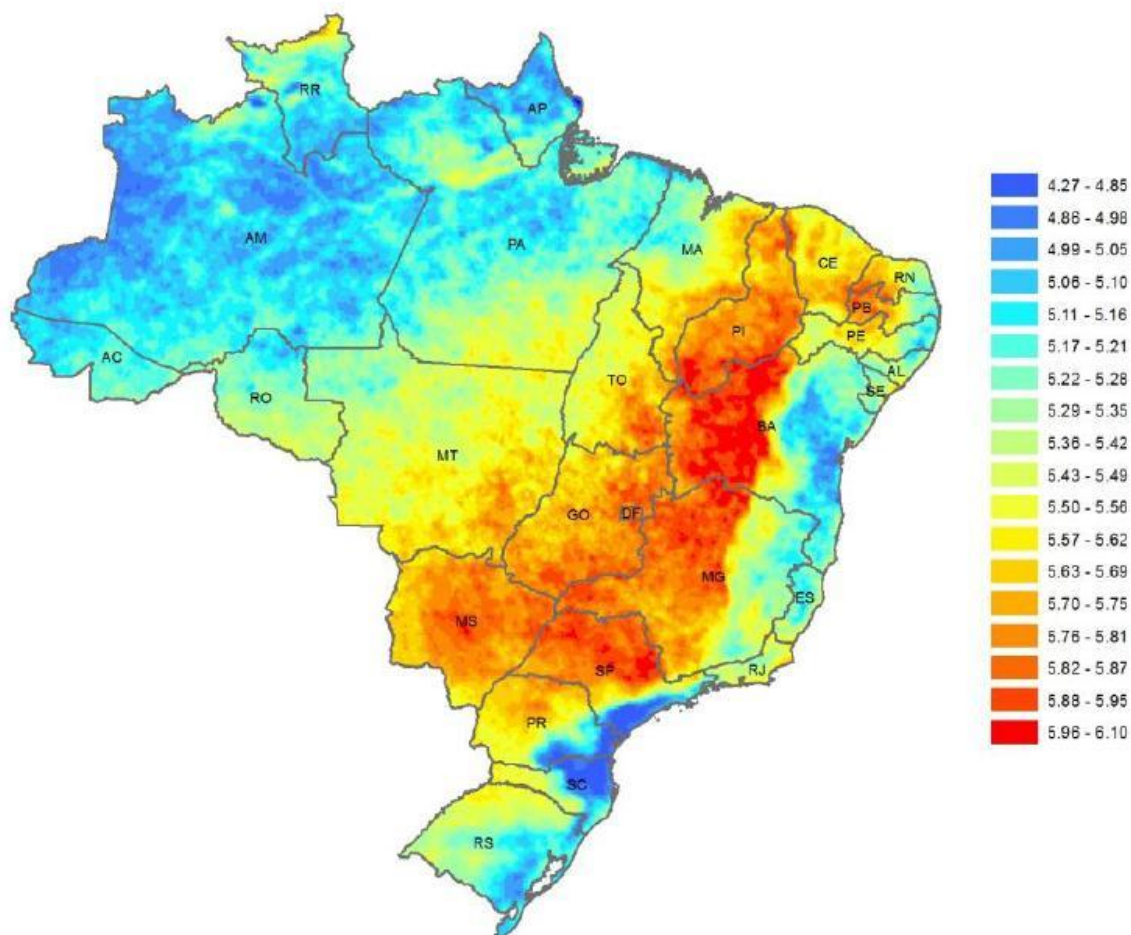 RR
AP
AM
PA
MA
CE
RN
PB
PI
PE
AL
SE
AC
RO
TO
BA
MT
GO
DF
MG
ES
MS
SP
RJ
PR
SC
RS
4.27 - 4.85
4.86 - 4.98
4.99 - 5.05
5.06 - 5.10
5.11 - 5.16
5.17 - 5.21
5.22 - 5.28
5.29 - 5.35
5.36 - 5.42
5.43 - 5.49
5.50 - 5.56
5.57 - 5.62
5.63 - 5.69
5.70 - 5.75
5.76 - 5.81
5.82 - 5.87
5.88 - 5.95
5.96 - 6.10